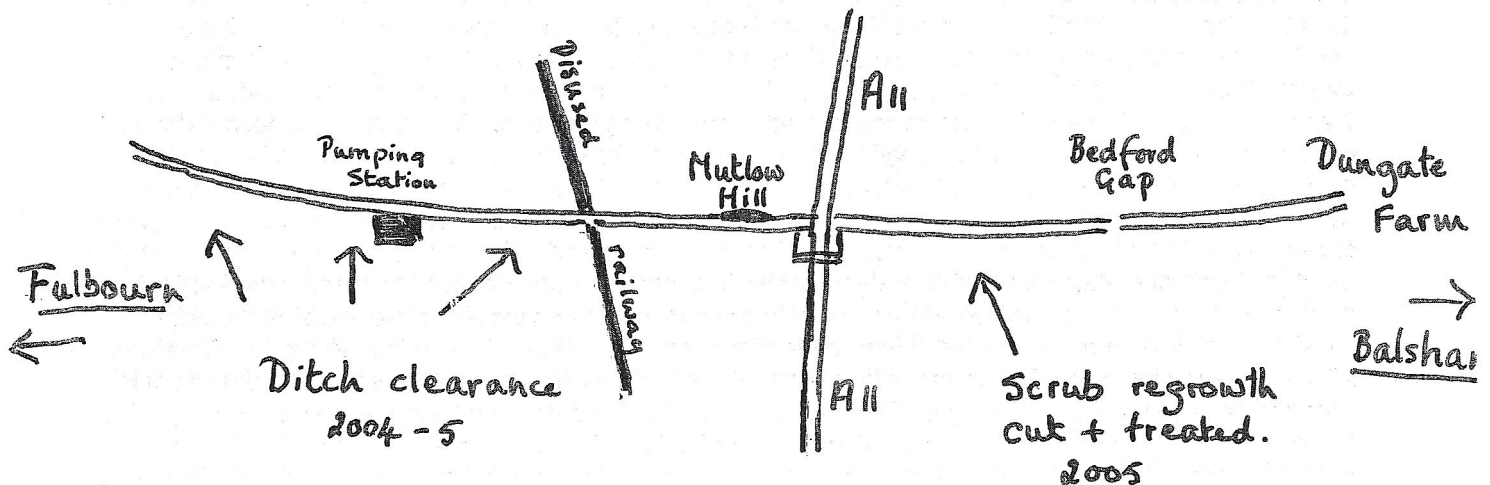 Disused
A11
Pumping
Station
Mutlow
Hill
Bedford
Gap
Dungate
Farm
railway
Fulbourn
Balsha
Ditch clearance
2004 - 5
A11
Scrub regrowth
cut + treated.
2005